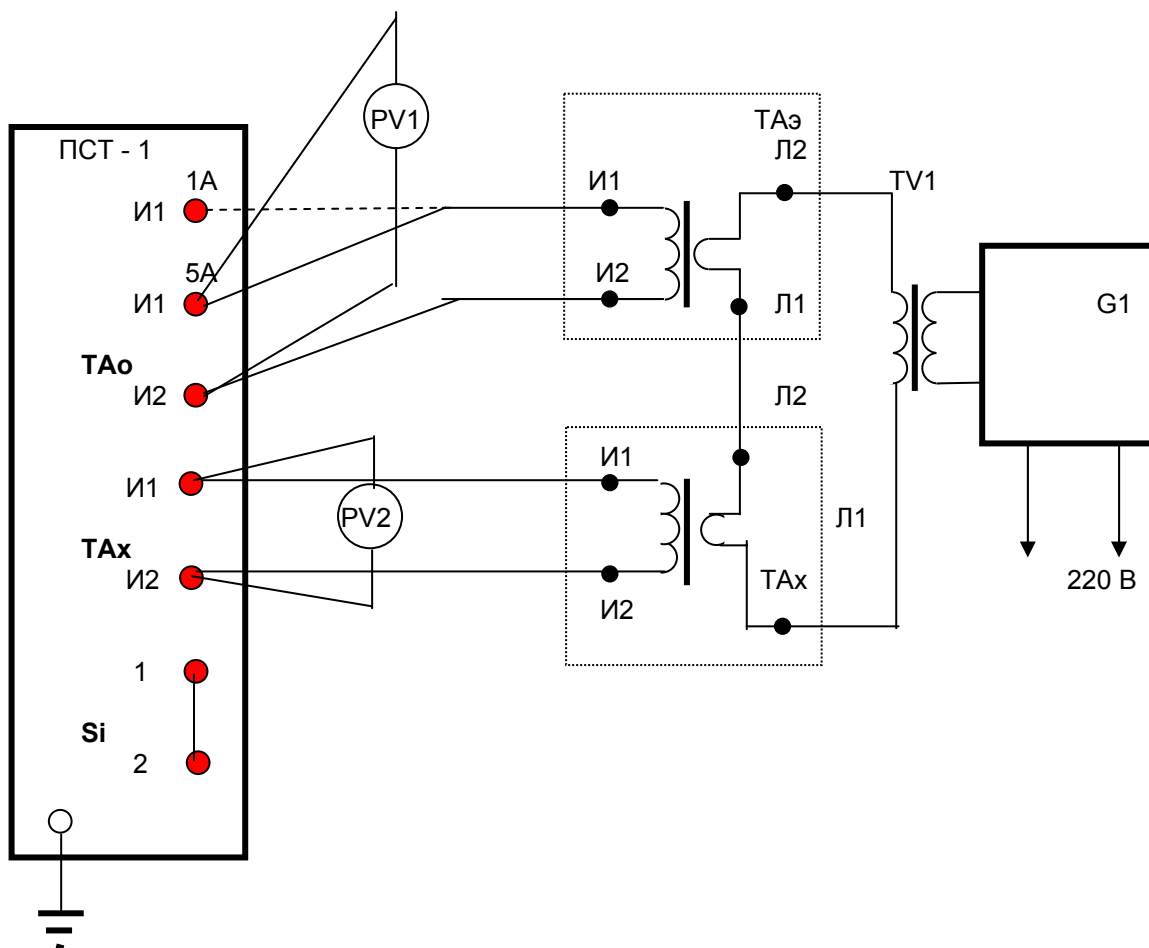 ПСТ - 1
1А
И1
5А
И1
ТАо
И2
И1
ТАх
И2
1
Si
2
PV1
PV2
ТАэ
Л2
И1
И2
Л1
Л2
И1
Л1
ТАх
И2
TV1
G1
220 В